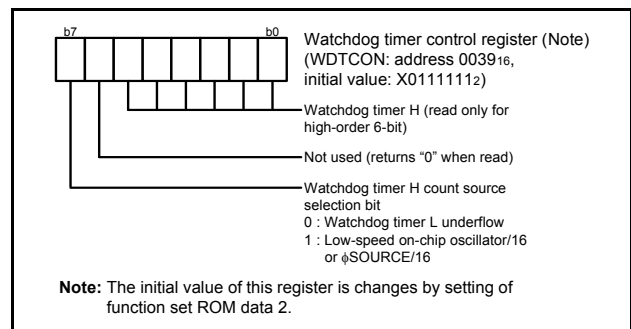 b7 b0
Watchdog timer control register (Note)
(WDTCON: address 003916,
initial value: X01111112)
Watchdog timer H (read only for
high-order 6-bit)
Not used (returns “0” when read)
Watchdog timer H count source
selection bit
0 : Watchdog timer L underflow
1 : Low-speed on-chip oscillator/16
or ϕSOURCE/16
Note: The initial value of this register is changes by setting of
function set ROM data 2.